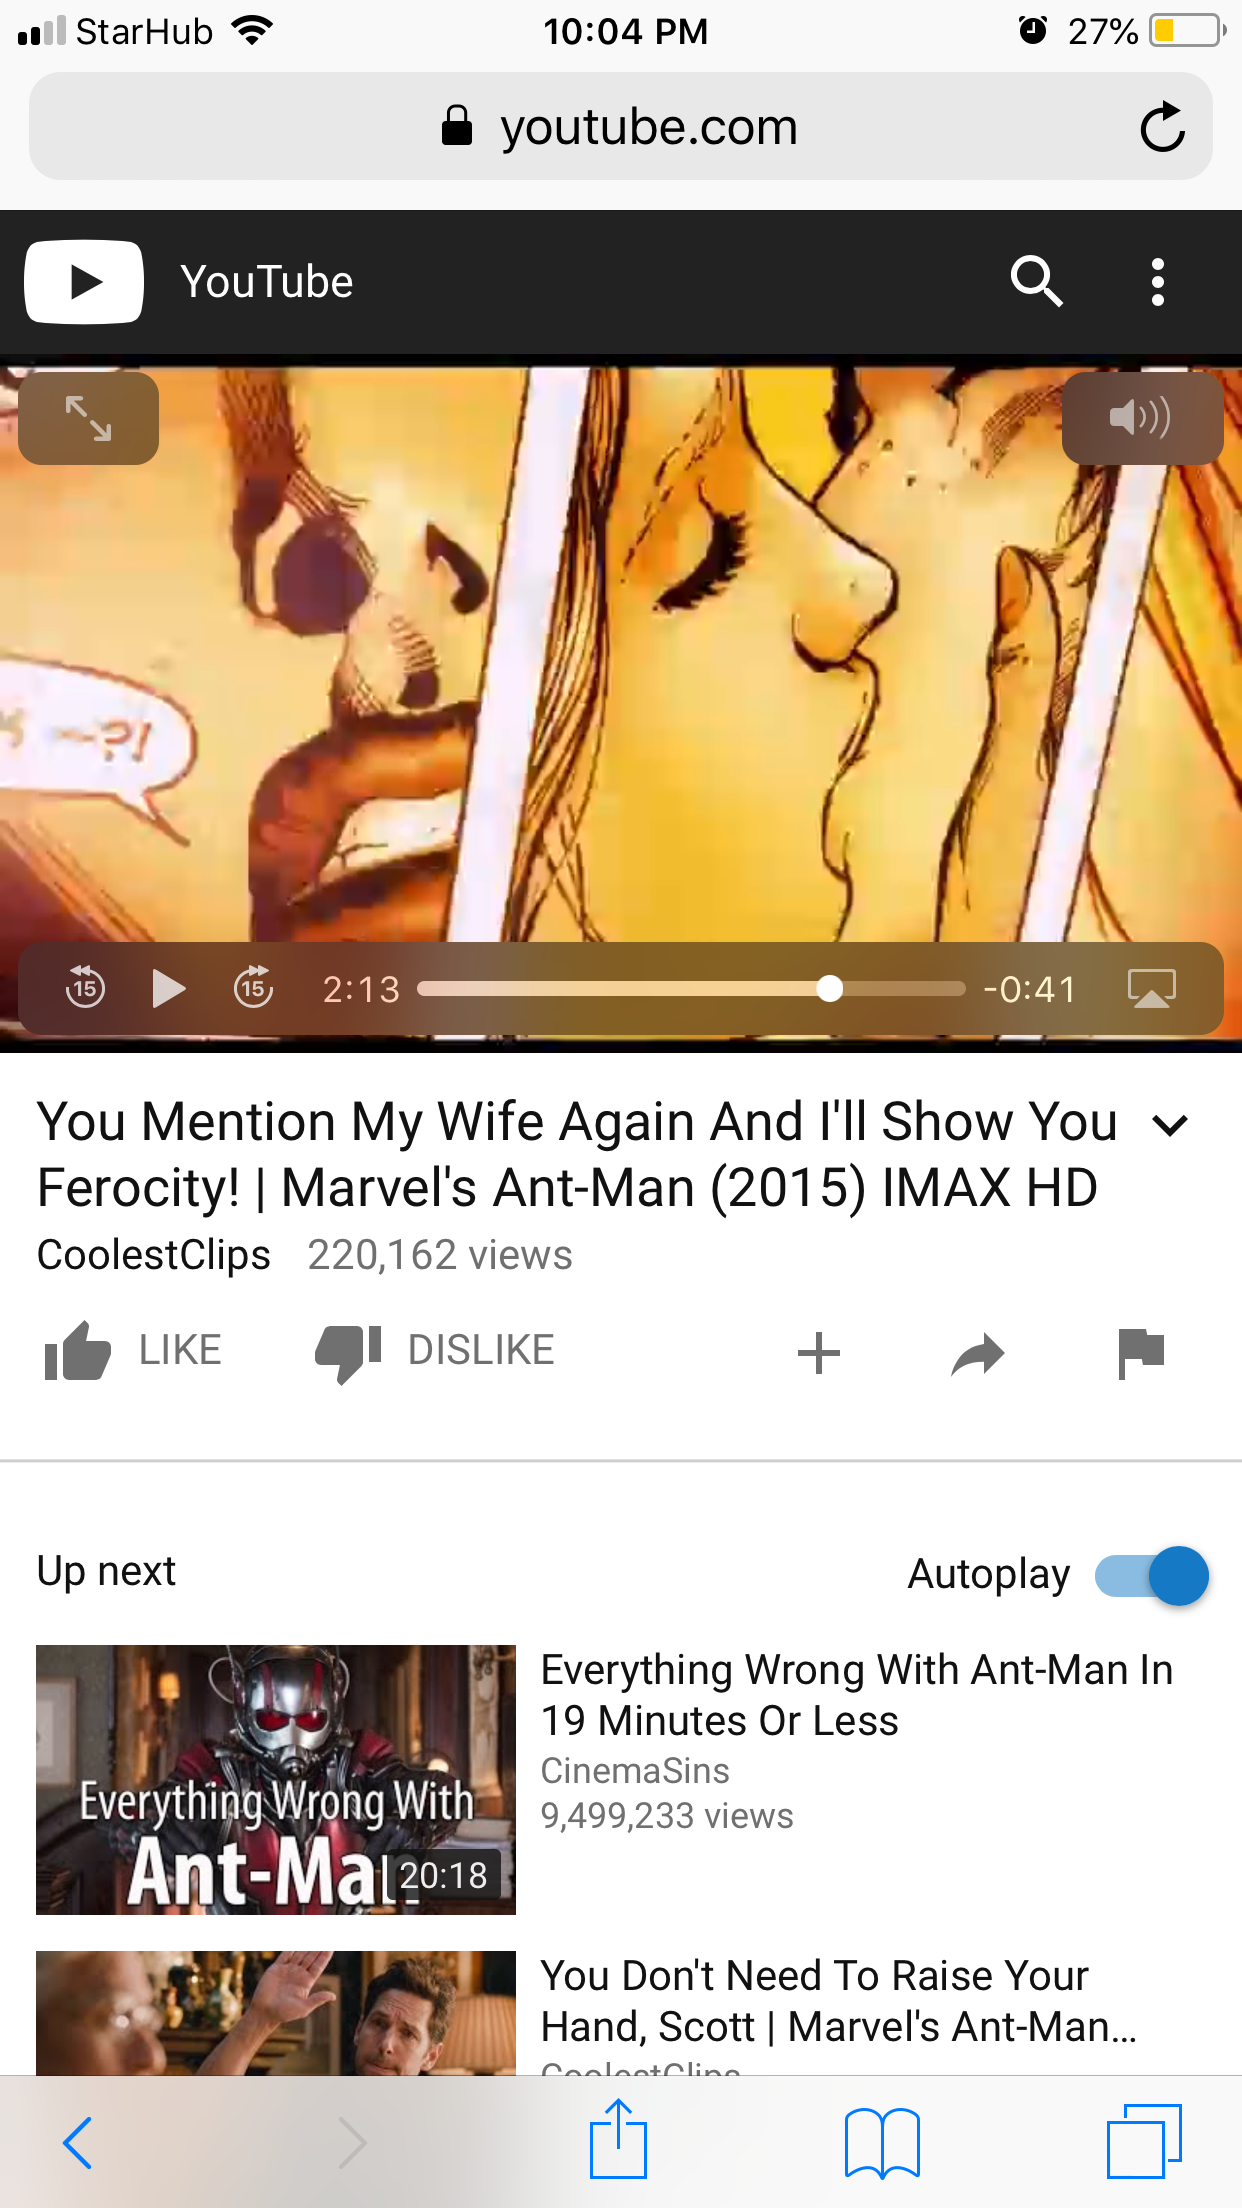 StarHub 10:04 PM 27%
youtube.com
YouTube
15 15 2:13 -0:41
You Mention My Wife Again And I'll Show You
Ferocity! | Marvel's Ant-Man (2015) IMAX HD
CoolestClips 220,162 views
LIKE DISLIKE
Up next Autoplay
Everything Wrong With
Ant-Man
20:18
Everything Wrong With Ant-Man In
19 Minutes Or Less
CinemaSins
9,499,233 views
You Don't Need To Raise Your
Hand, Scott | Marvel's Ant-Man...
CoolestClips